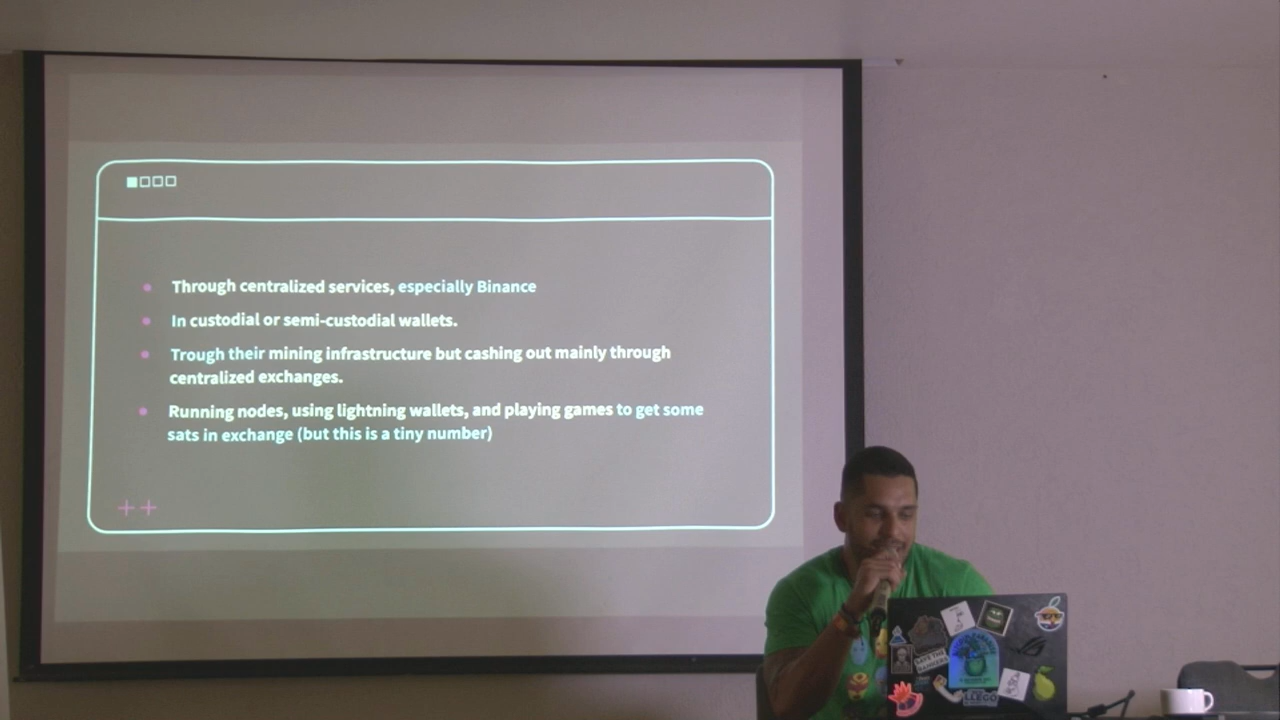 Through centralized services, especially Binance
In custodial or semi-custodial wallets.
Trough their mining infrastructure but cashing out mainly through
centralized exchanges.
Running nodes, using lightning wallets, and playing games to get some
sats in exchange (but this is a tiny number)